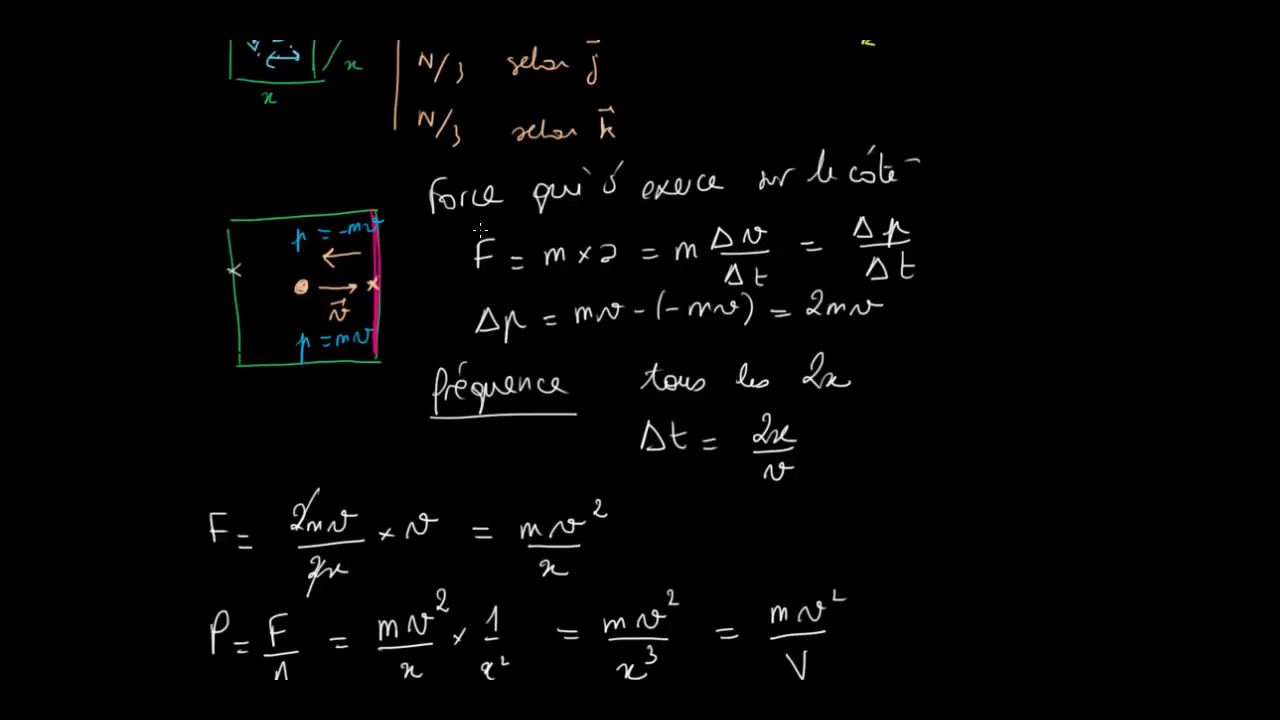 x
x
N/3 selon j⃗
N/3 selon k⃗
Force qui s'exerce sur le côté
p = -mv
v⃗
p = mv
F = m × a = m Δv/Δt = Δp/Δt
Δp = mv - (-mv) = 2mv
fréquence tous les 2x
Δt = 2x/v
F = 2mv/2x × v = mv²/x
P = F/A = mv²/x × 1/x² = mv²/x³ = mv²/V